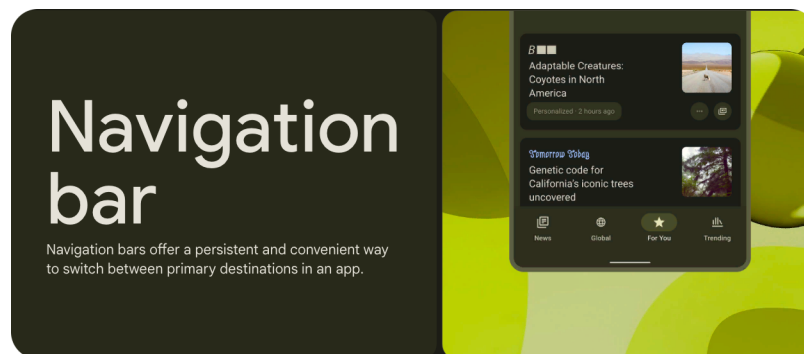 Navigation
bar
Navigation bars offer a persistent and convenient way
to switch between primary destinations in an app.
B
Adaptable Creatures:
Coyotes in North
America
Personalized · 2 hours ago
Tomorrow Today
Genetic code for
California's iconic trees
uncovered
News
Global
For You
Trending